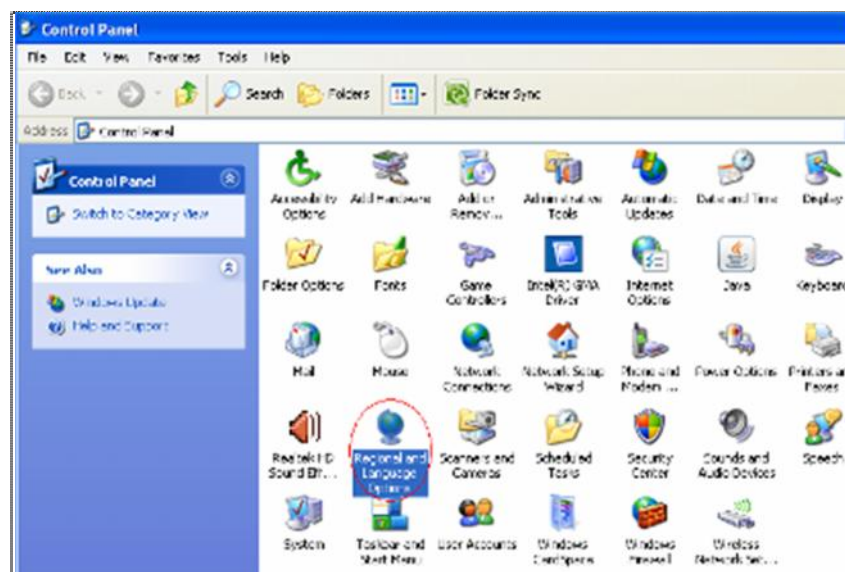 Control Panel
File Edit View Favorites Tools Help
Back Search Folders Folder Sync
Address Control Panel
Control Panel
Switch to Category View
See Also
Windows Update
Help and Support
Accessibility Options
Add Hardware
Add or Remov...
Administrative Tools
Automatic Updates
Date and Time
Display
Folder Options
Fonts
Game Controllers
Intel(R) GMA Driver
Internet Options
Java
Keyboard
Mail
Mouse
Network Connections
Network Setup Wizard
Phone and Modem ...
Power Options
Printers an
Faxes
Realtek HD Sound Eff...
Regional and Language Options
Scanners and Cameras
Scheduled Tasks
Security Center
Sounds and Audio Devices
Speech
System
Taskbar and Start Menu
User Accounts
Windows CardSpace
Windows Firewall
Wireless Network Set...